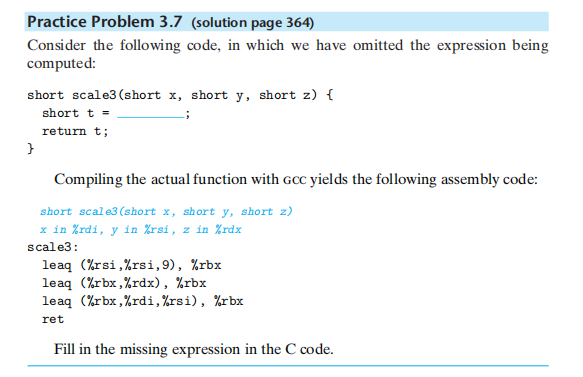 Practice Problem 3.7 (solution page 364)
Consider the following code, in which we have omitted the expression being
computed:
short scale3(short x, short y, short z) {
short t = __________;
return t;
}
Compiling the actual function with GCC yields the following assembly code:
short scale3(short x, short y, short z)
x in %rdi, y in %rsi, z in %rdx
scale3:
leaq (%rsi,%rsi,9), %rbx
leaq (%rbx,%rdx), %rbx
leaq (%rbx,%rdi,%rsi), %rbx
ret
Fill in the missing expression in the C code.